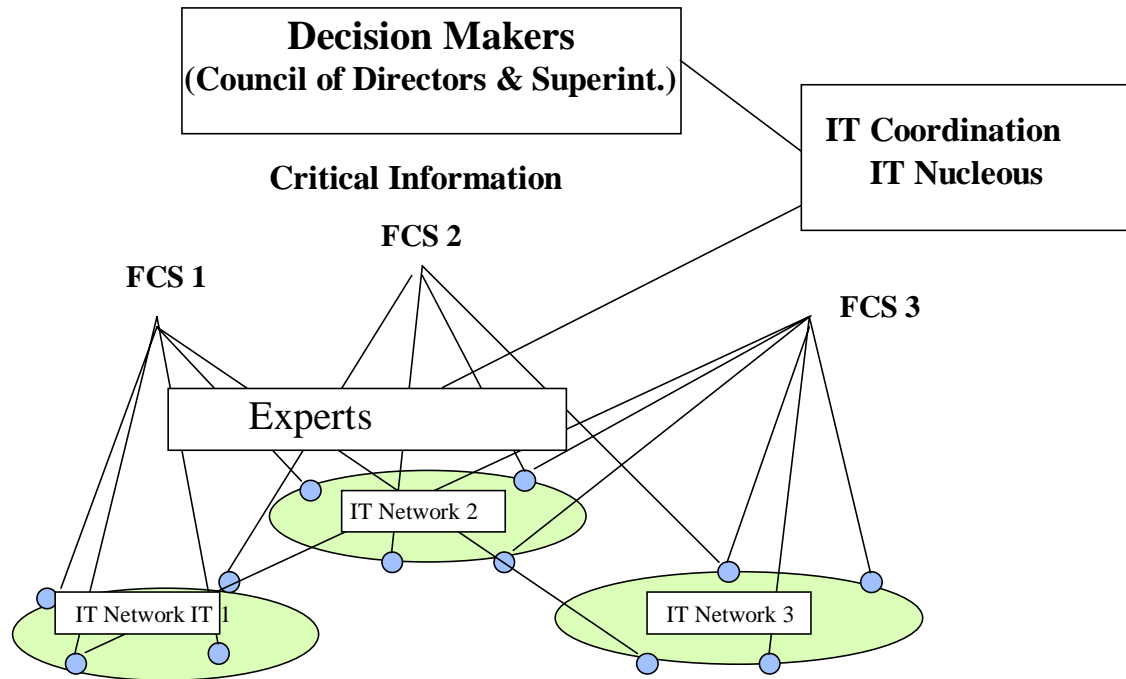 Decision Makers
(Council of Directors & Superint.)
IT Coordination
IT Nucleous
Critical Information
FCS 2
FCS 1
FCS 3
Experts
IT Network 2
IT Network IT 1
IT Network 3